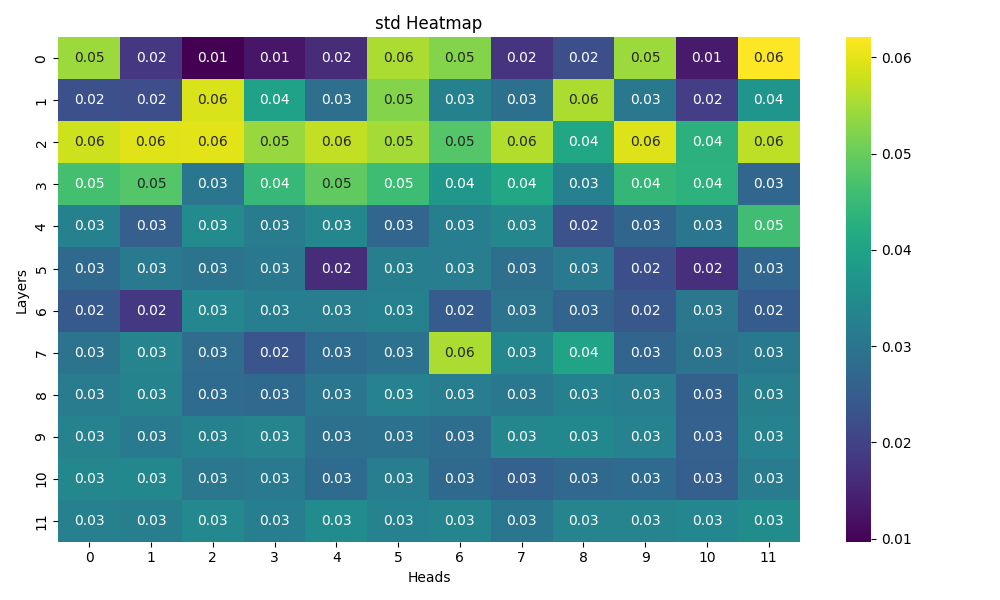 std Heatmap
0 0.05 0.02 0.01 0.01 0.02 0.06 0.05 0.02 0.02 0.05 0.01 0.06
1 0.02 0.02 0.06 0.04 0.03 0.05 0.03 0.03 0.06 0.03 0.02 0.04
2 0.06 0.06 0.06 0.05 0.06 0.05 0.05 0.06 0.04 0.06 0.04 0.06
3 0.05 0.05 0.03 0.04 0.05 0.05 0.04 0.04 0.03 0.04 0.04 0.03
4 0.03 0.03 0.03 0.03 0.03 0.03 0.03 0.03 0.02 0.03 0.03 0.05
5 0.03 0.03 0.03 0.03 0.02 0.03 0.03 0.03 0.03 0.02 0.02 0.03
6 0.02 0.02 0.03 0.03 0.03 0.03 0.02 0.03 0.03 0.02 0.03 0.02
7 0.03 0.03 0.03 0.02 0.03 0.03 0.06 0.03 0.04 0.03 0.03 0.03
8 0.03 0.03 0.03 0.03 0.03 0.03 0.03 0.03 0.03 0.03 0.03 0.03
9 0.03 0.03 0.03 0.03 0.03 0.03 0.03 0.03 0.03 0.03 0.03 0.03
10 0.03 0.03 0.03 0.03 0.03 0.03 0.03 0.03 0.03 0.03 0.03 0.03
11 0.03 0.03 0.03 0.03 0.03 0.03 0.03 0.03 0.03 0.03 0.03 0.03
0 1 2 3 4 5 6 7 8 9 10 11
Heads
Layers
0.06
0.05
0.04
0.03
0.02
0.01